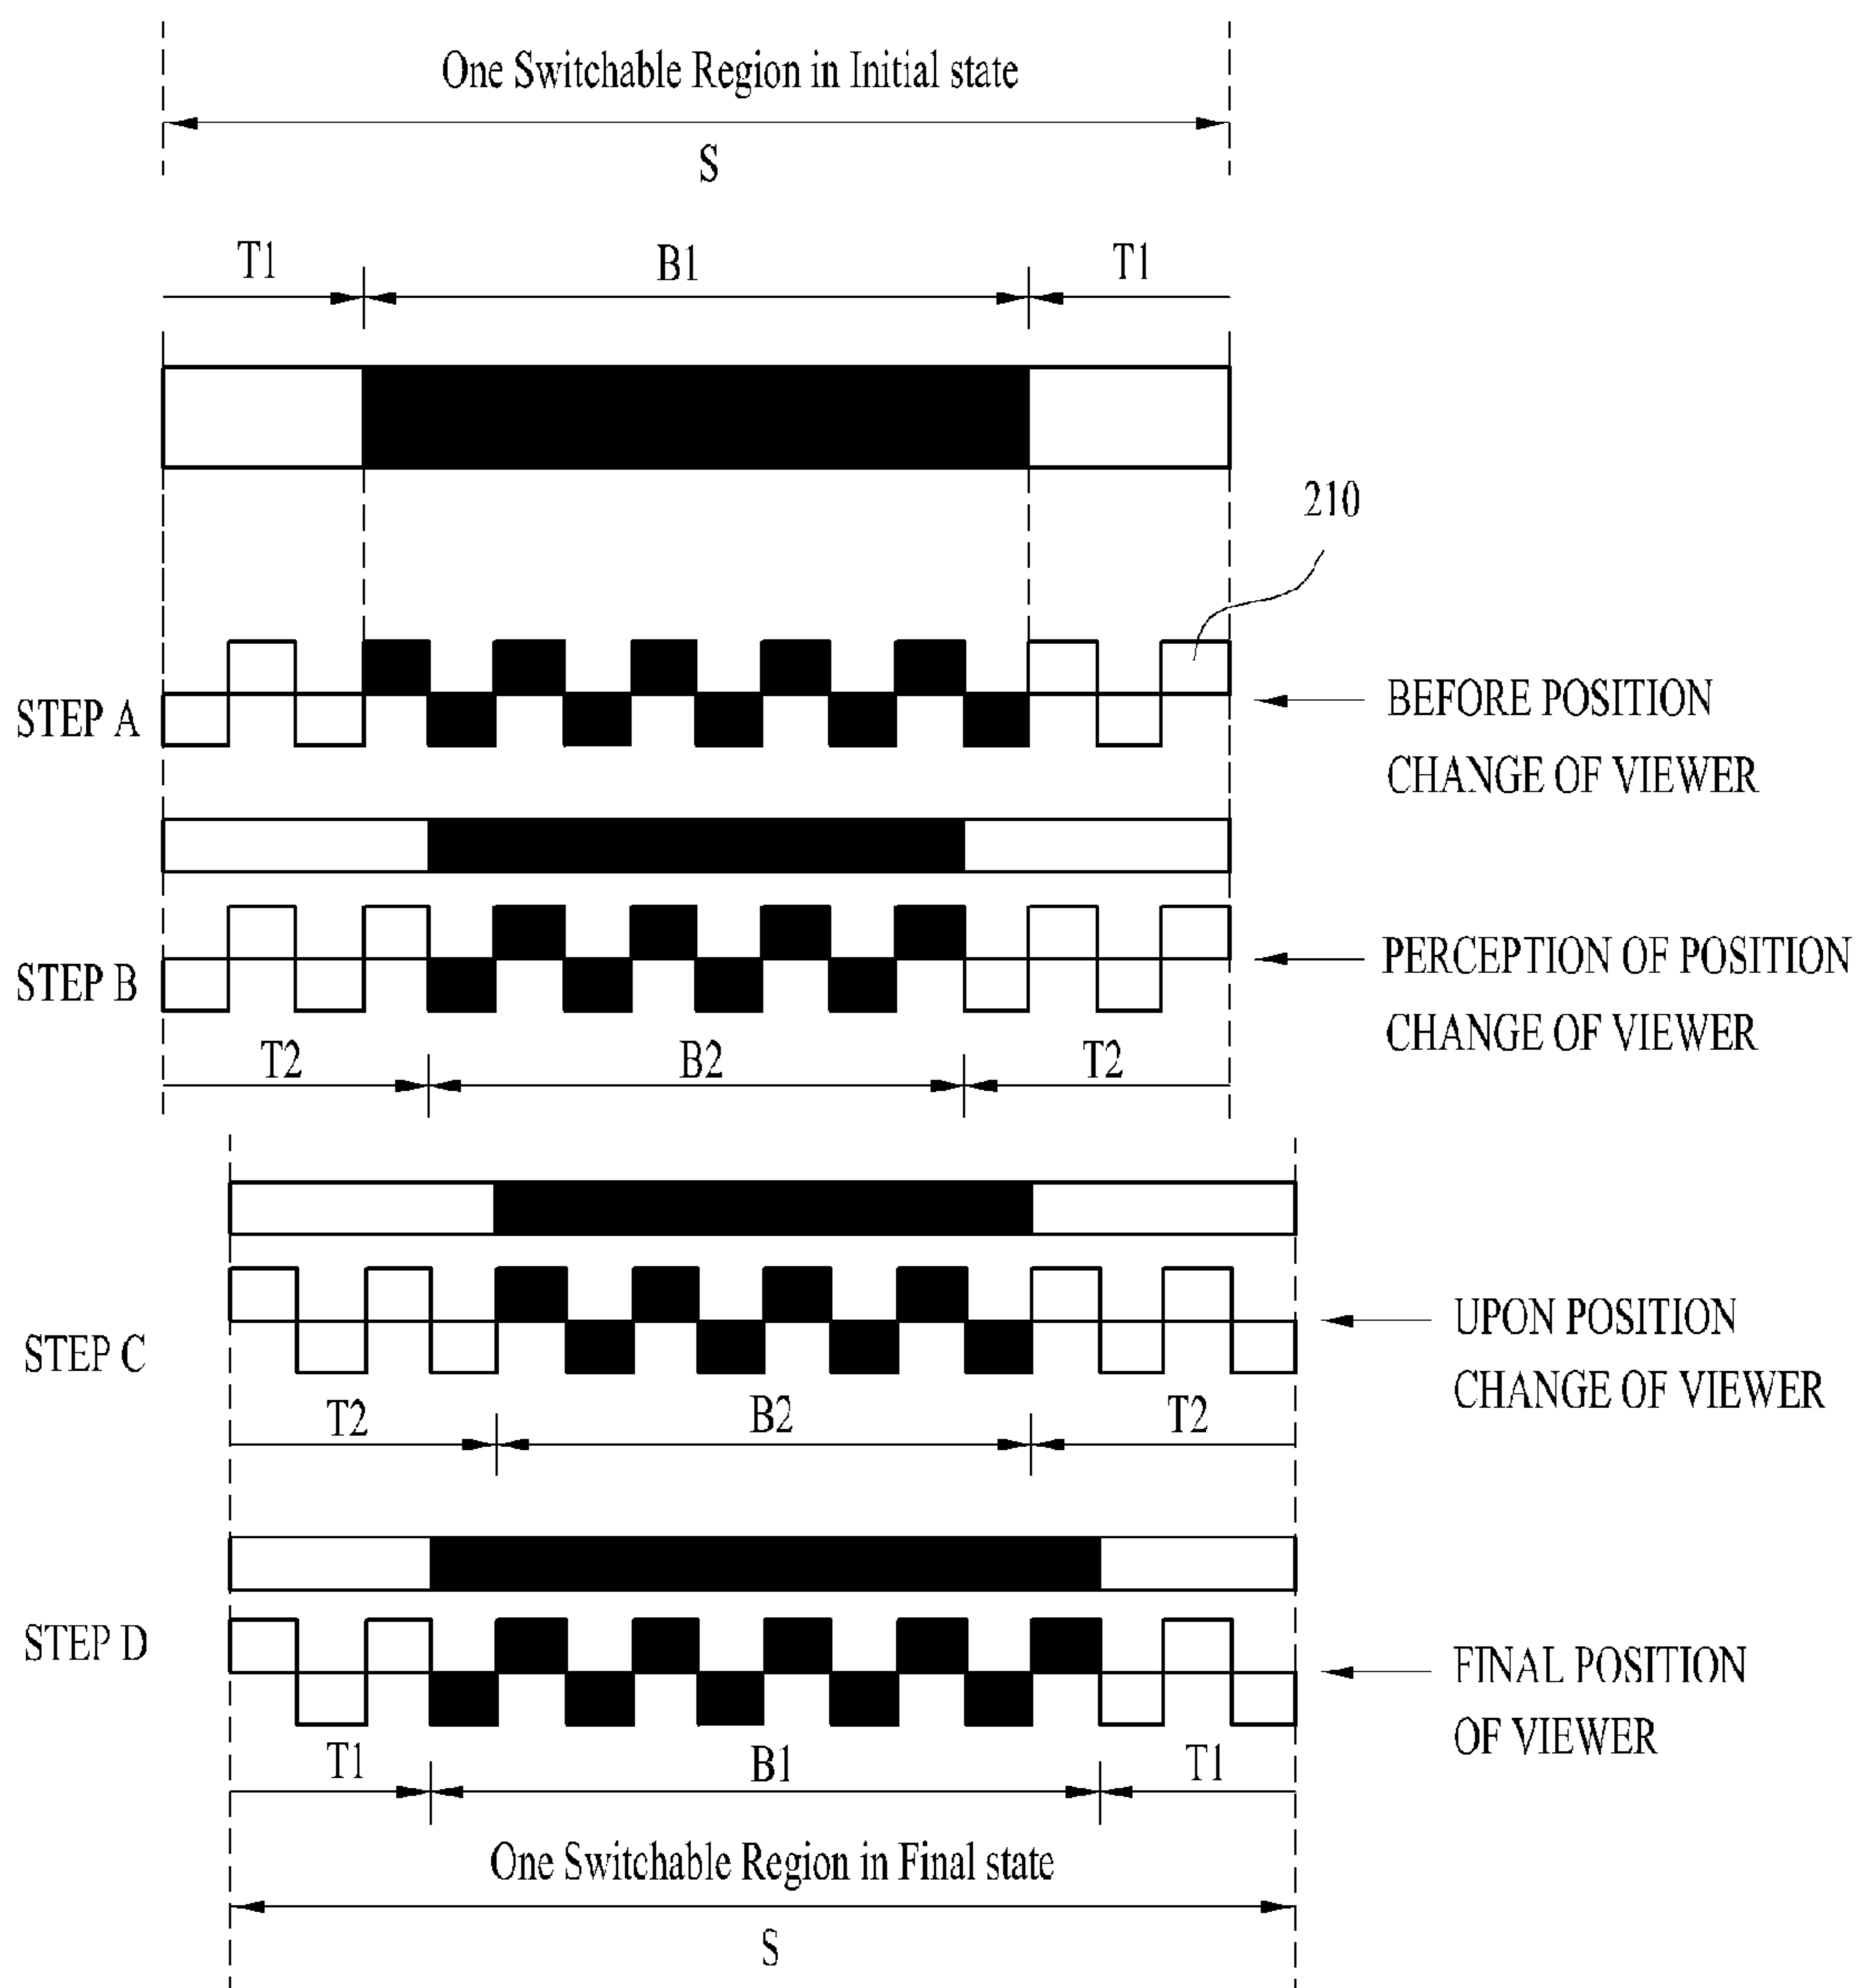 One Switchable Region in Initial state
S
T1 B1 T1
210
STEP A
BEFORE POSITION
CHANGE OF VIEWER
STEP B
PERCEPTION OF POSITION
CHANGE OF VIEWER
T2 B2 T2
STEP C
UPON POSITION
CHANGE OF VIEWER
T2 B2 T2
STEP D
FINAL POSITION
OF VIEWER
T1 B1 T1
One Switchable Region in Final state
S